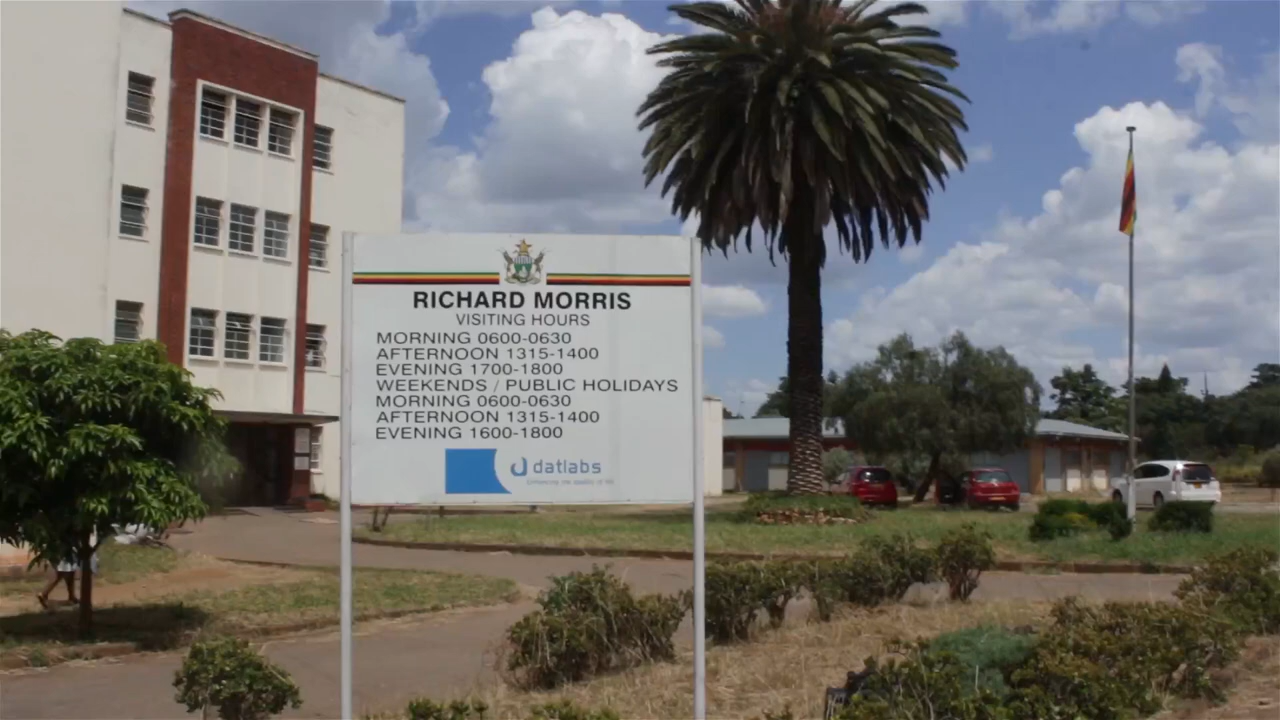 RICHARD MORRIS
VISITING HOURS
MORNING 0600-0630
AFTERNOON 1315-1400
EVENING 1700-1800
WEEKENDS / PUBLIC HOLIDAYS
MORNING 0600-0630
AFTERNOON 1315-1400
EVENING 1600-1800
datlabs